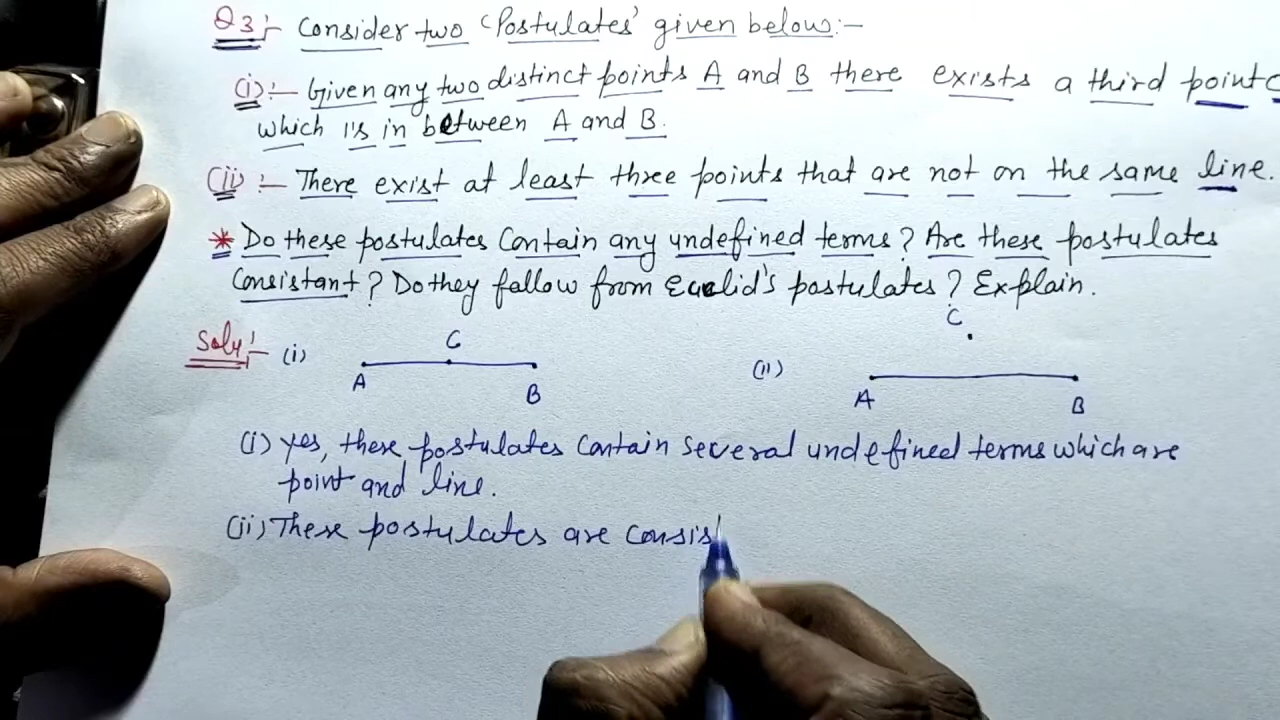 Q3:- Consider two 'Postulates' given below:-
(i):- Given any two distinct points A and B there exists a third point C
which is in between A and B.
(ii):- There exist at least three points that are not on the same line.
* Do these postulates Contain any undefined terms? Are these postulates
Consistant? Do they follow from Euclid's postulates? Explain.
Soln:- (i) A C B (ii) A B C
(i) yes, these postulates contain several undefined terms which are
point and line.
(ii) These postulates are consis